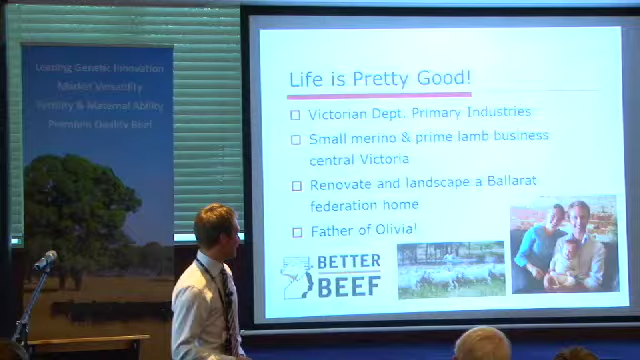 Leading Genetic Innovation
Market Versatility
Fertility & Maternal Ability
Premium Quality Beef
Life is Pretty Good!
Victorian Dept. Primary Industries
Small merino & prime lamb business
central Victoria
Renovate and landscape a Ballarat
federation home
Father of Olivia!
BETTER
BEEF